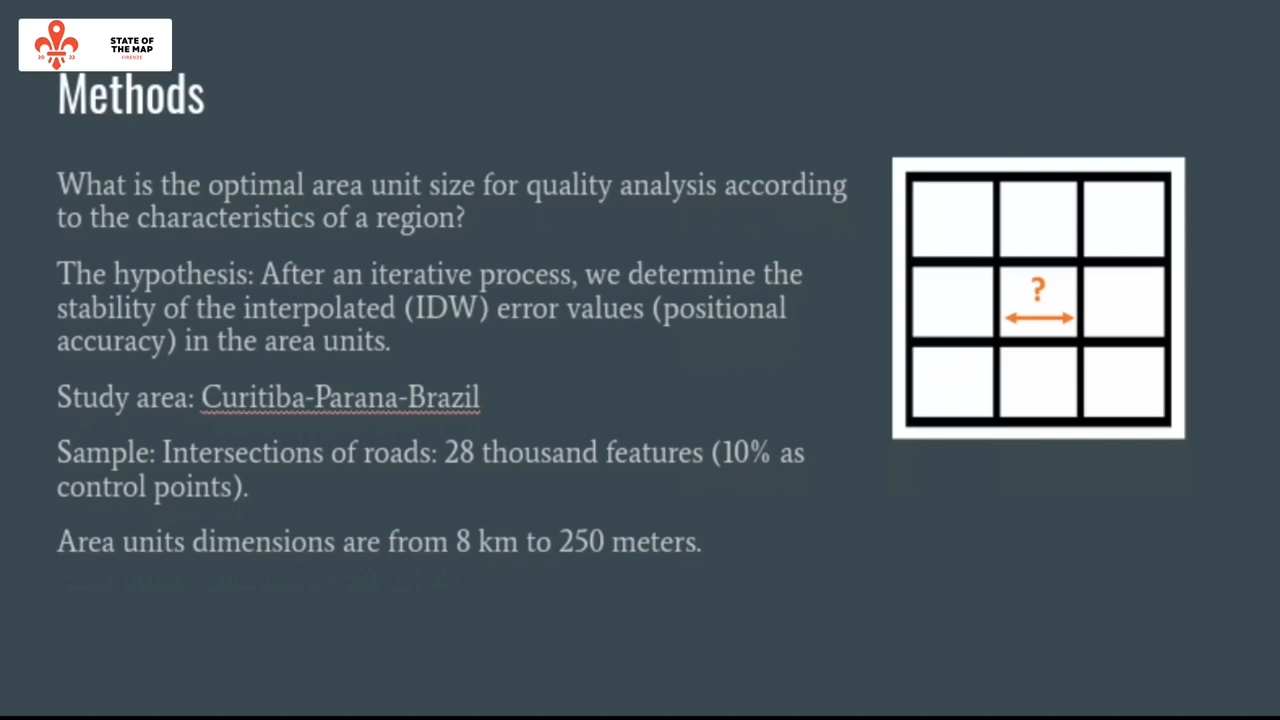 STATE OF
THE MAP
20 22
FIRENZE
Methods
What is the optimal area unit size for quality analysis according
to the characteristics of a region?
The hypothesis: After an iterative process, we determine the
stability of the interpolated (IDW) error values (positional
accuracy) in the area units.
?
Study area: Curitiba-Parana-Brazil
Sample: Intersections of roads: 28 thousand features (10% as
control points).
Area units dimensions are from 8 km to 250 meters.